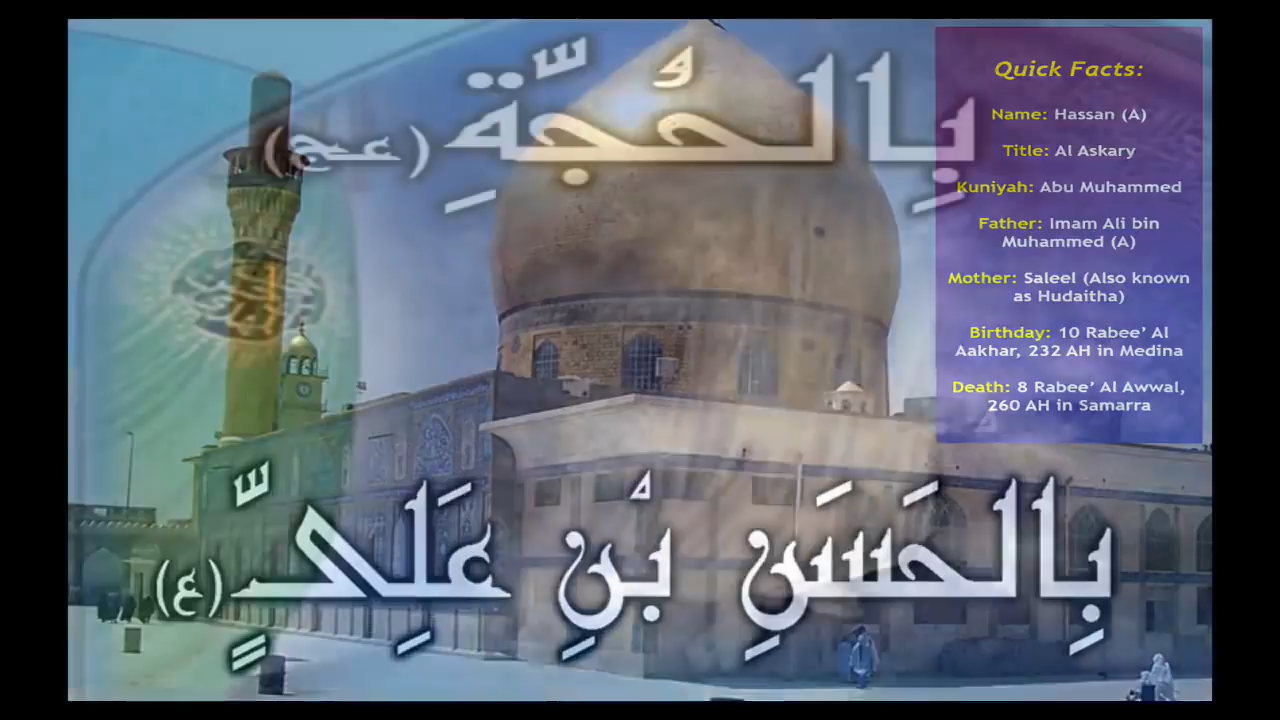 بِالْحُجَّةِ (عج)
Quick Facts:
Name: Hassan (A)
Title: Al Askary
Kuniyah: Abu Muhammed
Father: Imam Ali bin
Muhammed (A)
Mother: Saleel (Also known
as Hudaitha)
Birthday: 10 Rabee’ Al
Aakhar, 232 AH in Medina
Death: 8 Rabee’ Al Awwal,
260 AH in Samarra
بِالحَسَنِ بْنِ عَلِيٍّ (ع)